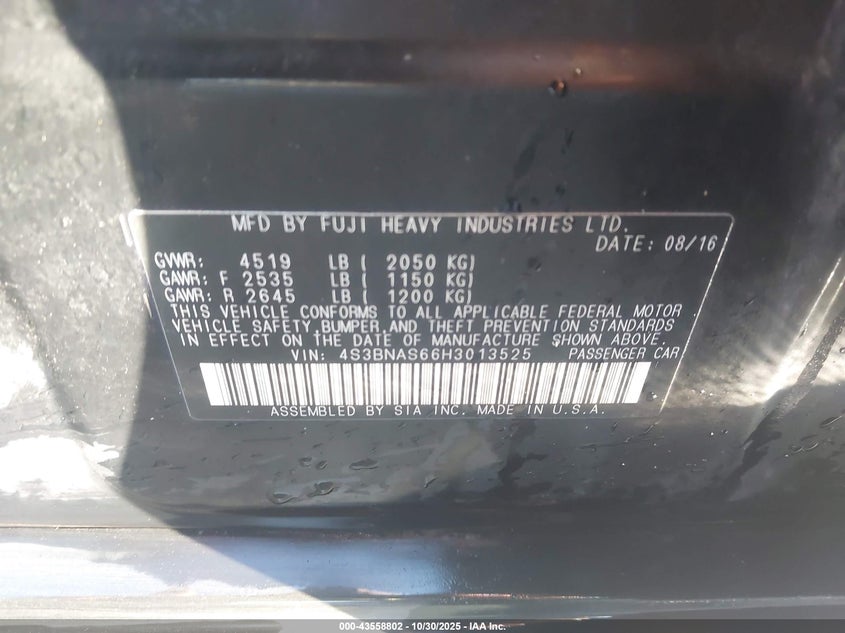 MFD BY FUJI HEAVY INDUSTRIES LTD.
DATE: 08/16
GVWR: 4519 LB ( 2050 KG)
GAWR: F 2535 LB ( 1150 KG)
GAWR: R 2645 LB ( 1200 KG)
THIS VEHICLE CONFORMS TO ALL APPLICABLE FEDERAL MOTOR
VEHICLE SAFETY, BUMPER, AND THEFT PREVENTION STANDARDS
IN EFFECT ON THE DATE OF MANUFACTURE SHOWN ABOVE.
VIN: 4S3BNAS66H3013525 PASSENGER CAR
ASSEMBLED BY SIA INC. MADE IN U.S.A.
000-43558802 - 10/30/2025 - IAA Inc.